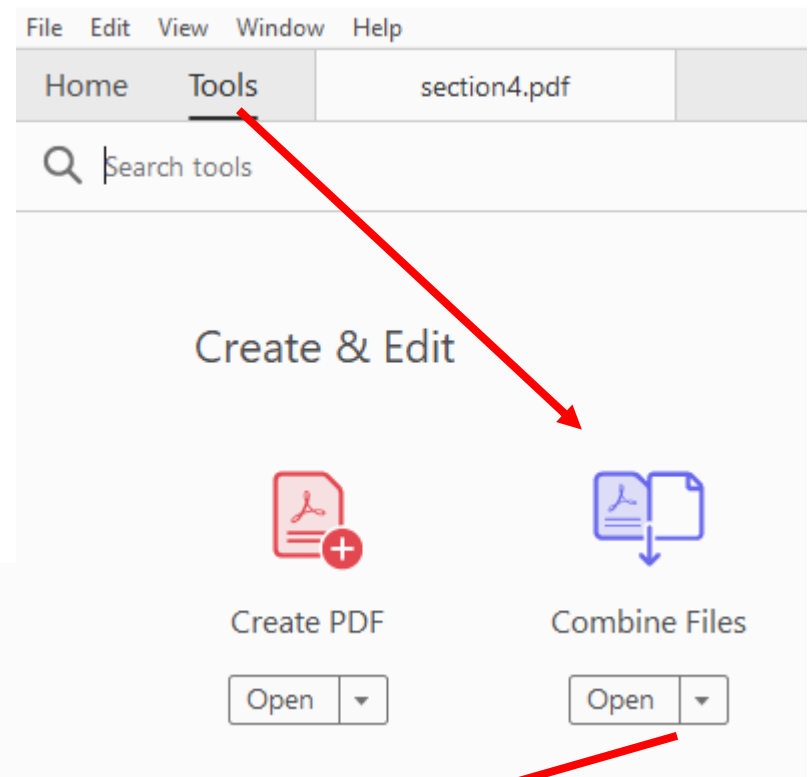 File Edit View Window Help
Home Tools section4.pdf
Search tools
Create & Edit
Create PDF Combine Files
Open Open